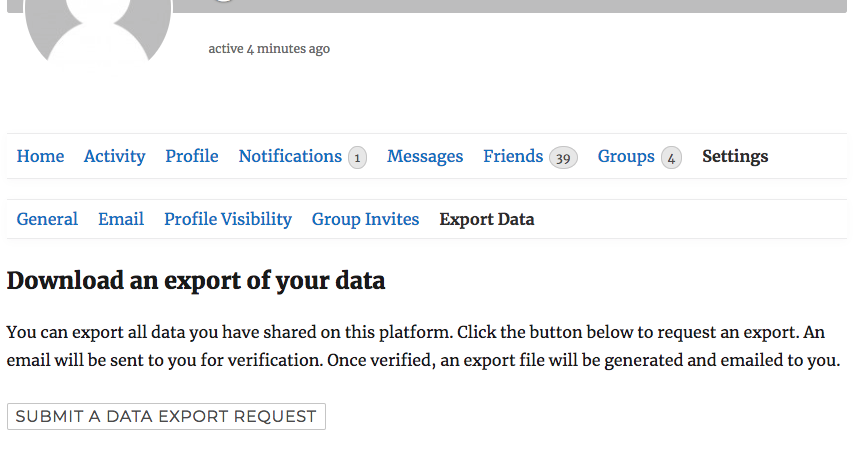 active 4 minutes ago
Home Activity Profile Notifications 1 Messages Friends 39 Groups 4 Settings
General Email Profile Visibility Group Invites Export Data
Download an export of your data
You can export all data you have shared on this platform. Click the button below to request an export. An
email will be sent to you for verification. Once verified, an export file will be generated and emailed to you.
SUBMIT A DATA EXPORT REQUEST